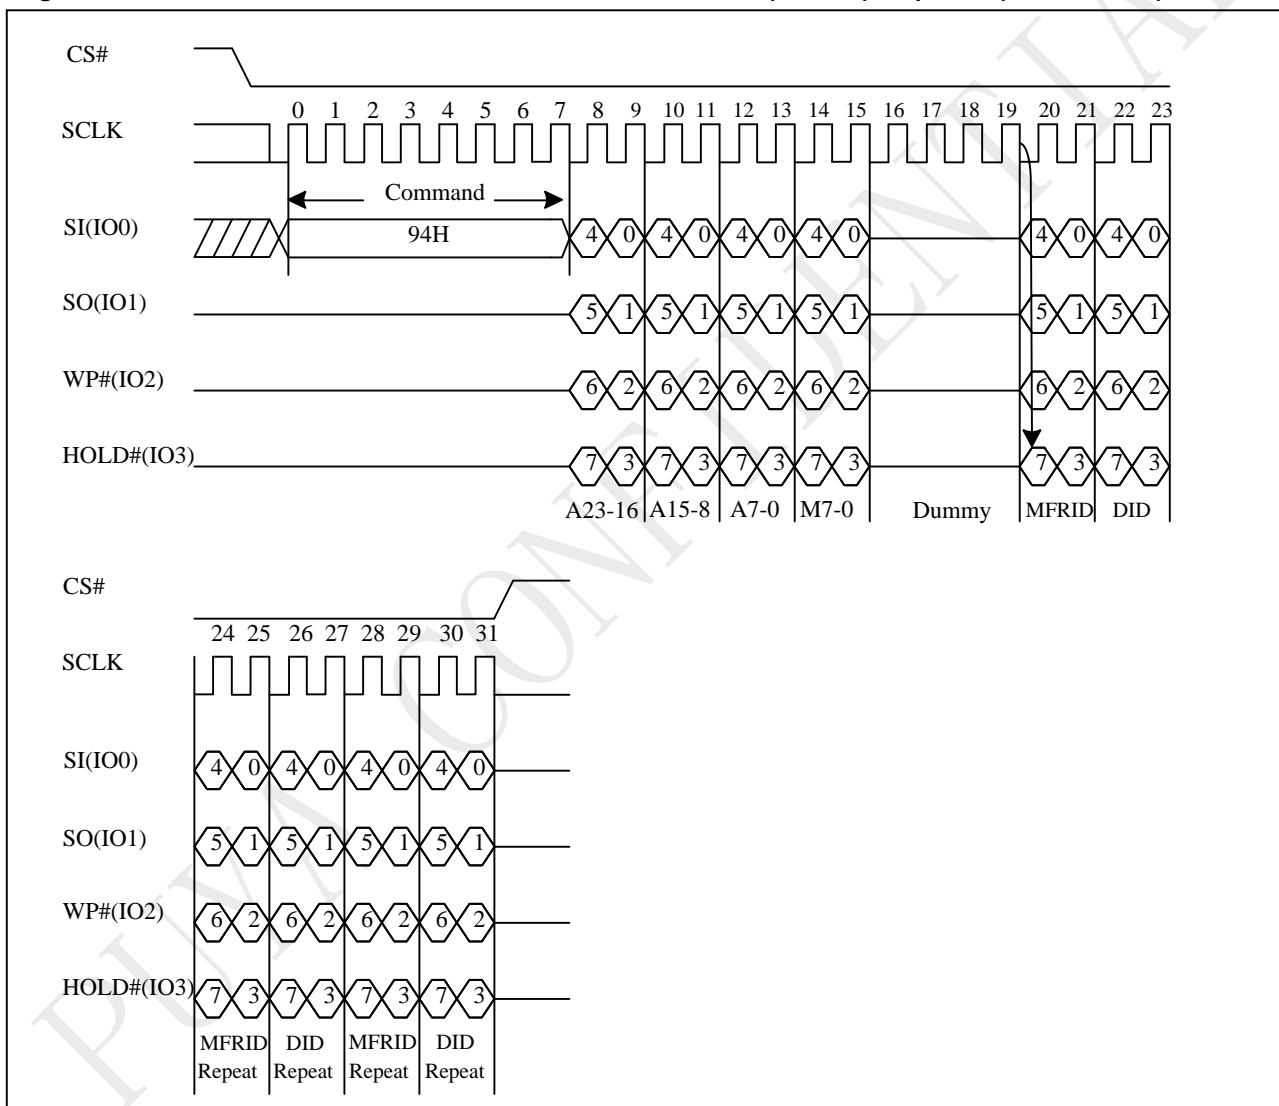 CS#
0 1 2 3 4 5 6 7 8 9 10 11 12 13 14 15 16 17 18 19 20 21 22 23
SCLK
Command
SI(IO0) 94H 4 0 4 0 4 0 4 0 4 0 4 0
SO(IO1) 5 1 5 1 5 1 5 1 5 1 5 1
WP#(IO2) 6 2 6 2 6 2 6 2 6 2 6 2
HOLD#(IO3) 7 3 7 3 7 3 7 3 7 3 7 3
A23-16 A15-8 A7-0 M7-0 Dummy MFRID DID
CS#
24 25 26 27 28 29 30 31
SCLK
SI(IO0) 4 0 4 0 4 0 4 0
SO(IO1) 5 1 5 1 5 1 5 1
WP#(IO2) 6 2 6 2 6 2 6 2
HOLD#(IO3) 7 3 7 3 7 3 7 3
MFRID DID MFRID DID
Repeat Repeat Repeat Repeat
PUYA CONFIDENTIAL